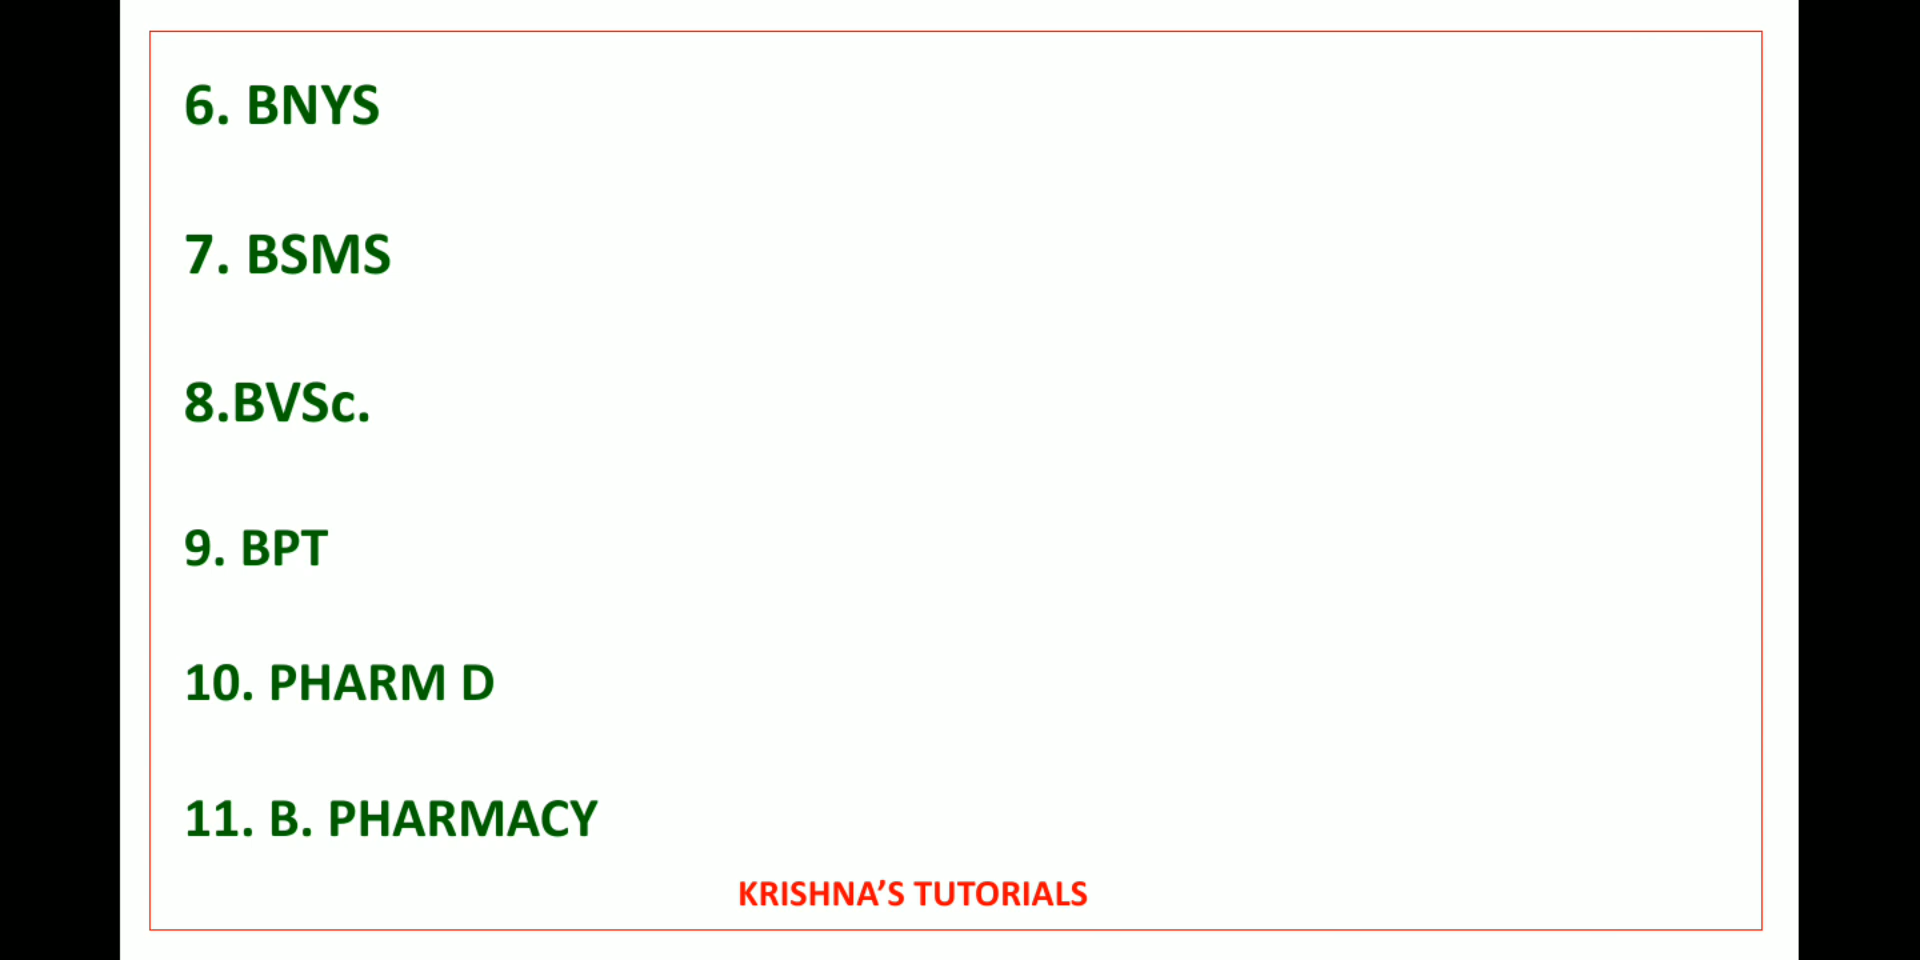 6. BNYS
7. BSMS
8.BVSc.
9. BPT
10. PHARM D
11. B. PHARMACY
KRISHNA’S TUTORIALS